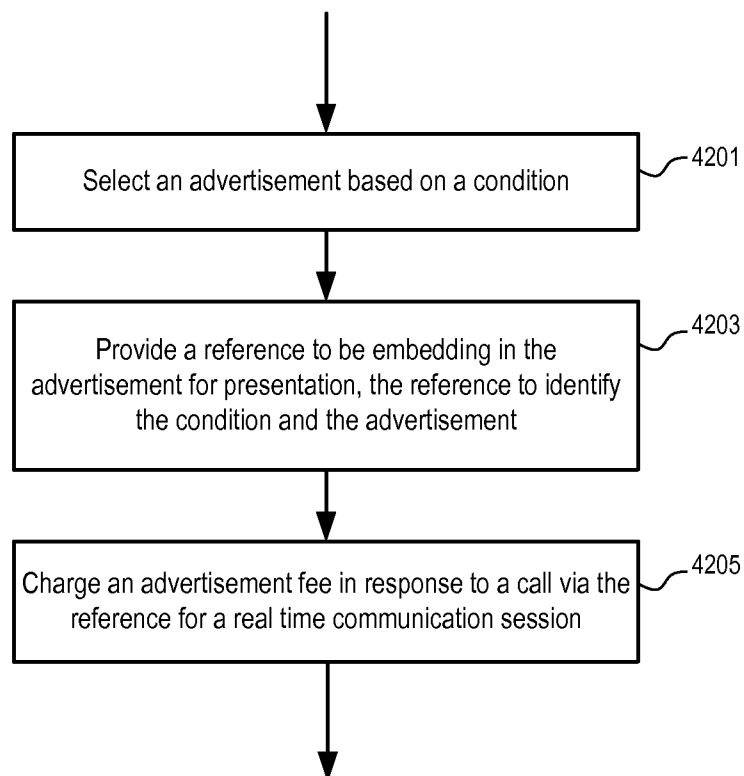 Select an advertisement based on a condition
4201
Provide a reference to be embedding in the
advertisement for presentation, the reference to identify
the condition and the advertisement
4203
Charge an advertisement fee in response to a call via the
reference for a real time communication session
4205